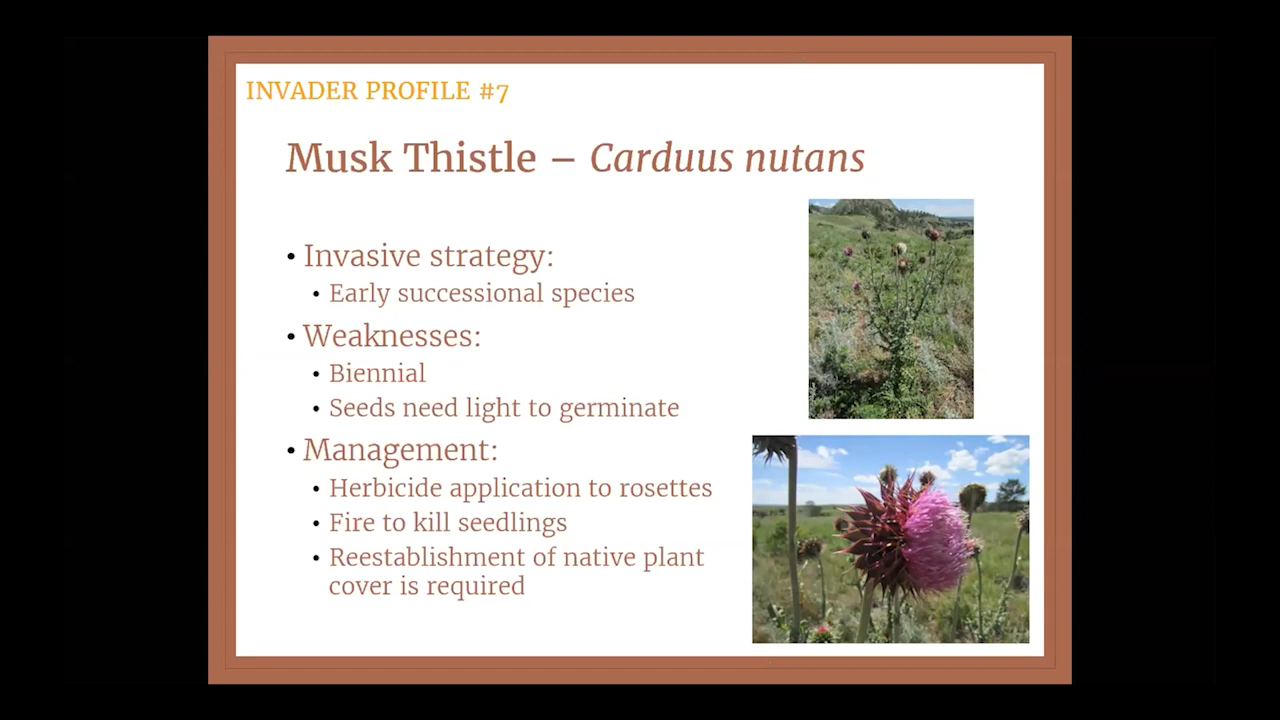 INVADER PROFILE #7
Musk Thistle – Carduus nutans
• Invasive strategy:
• Early successional species
• Weaknesses:
• Biennial
• Seeds need light to germinate
• Management:
• Herbicide application to rosettes
• Fire to kill seedlings
• Reestablishment of native plant
cover is required